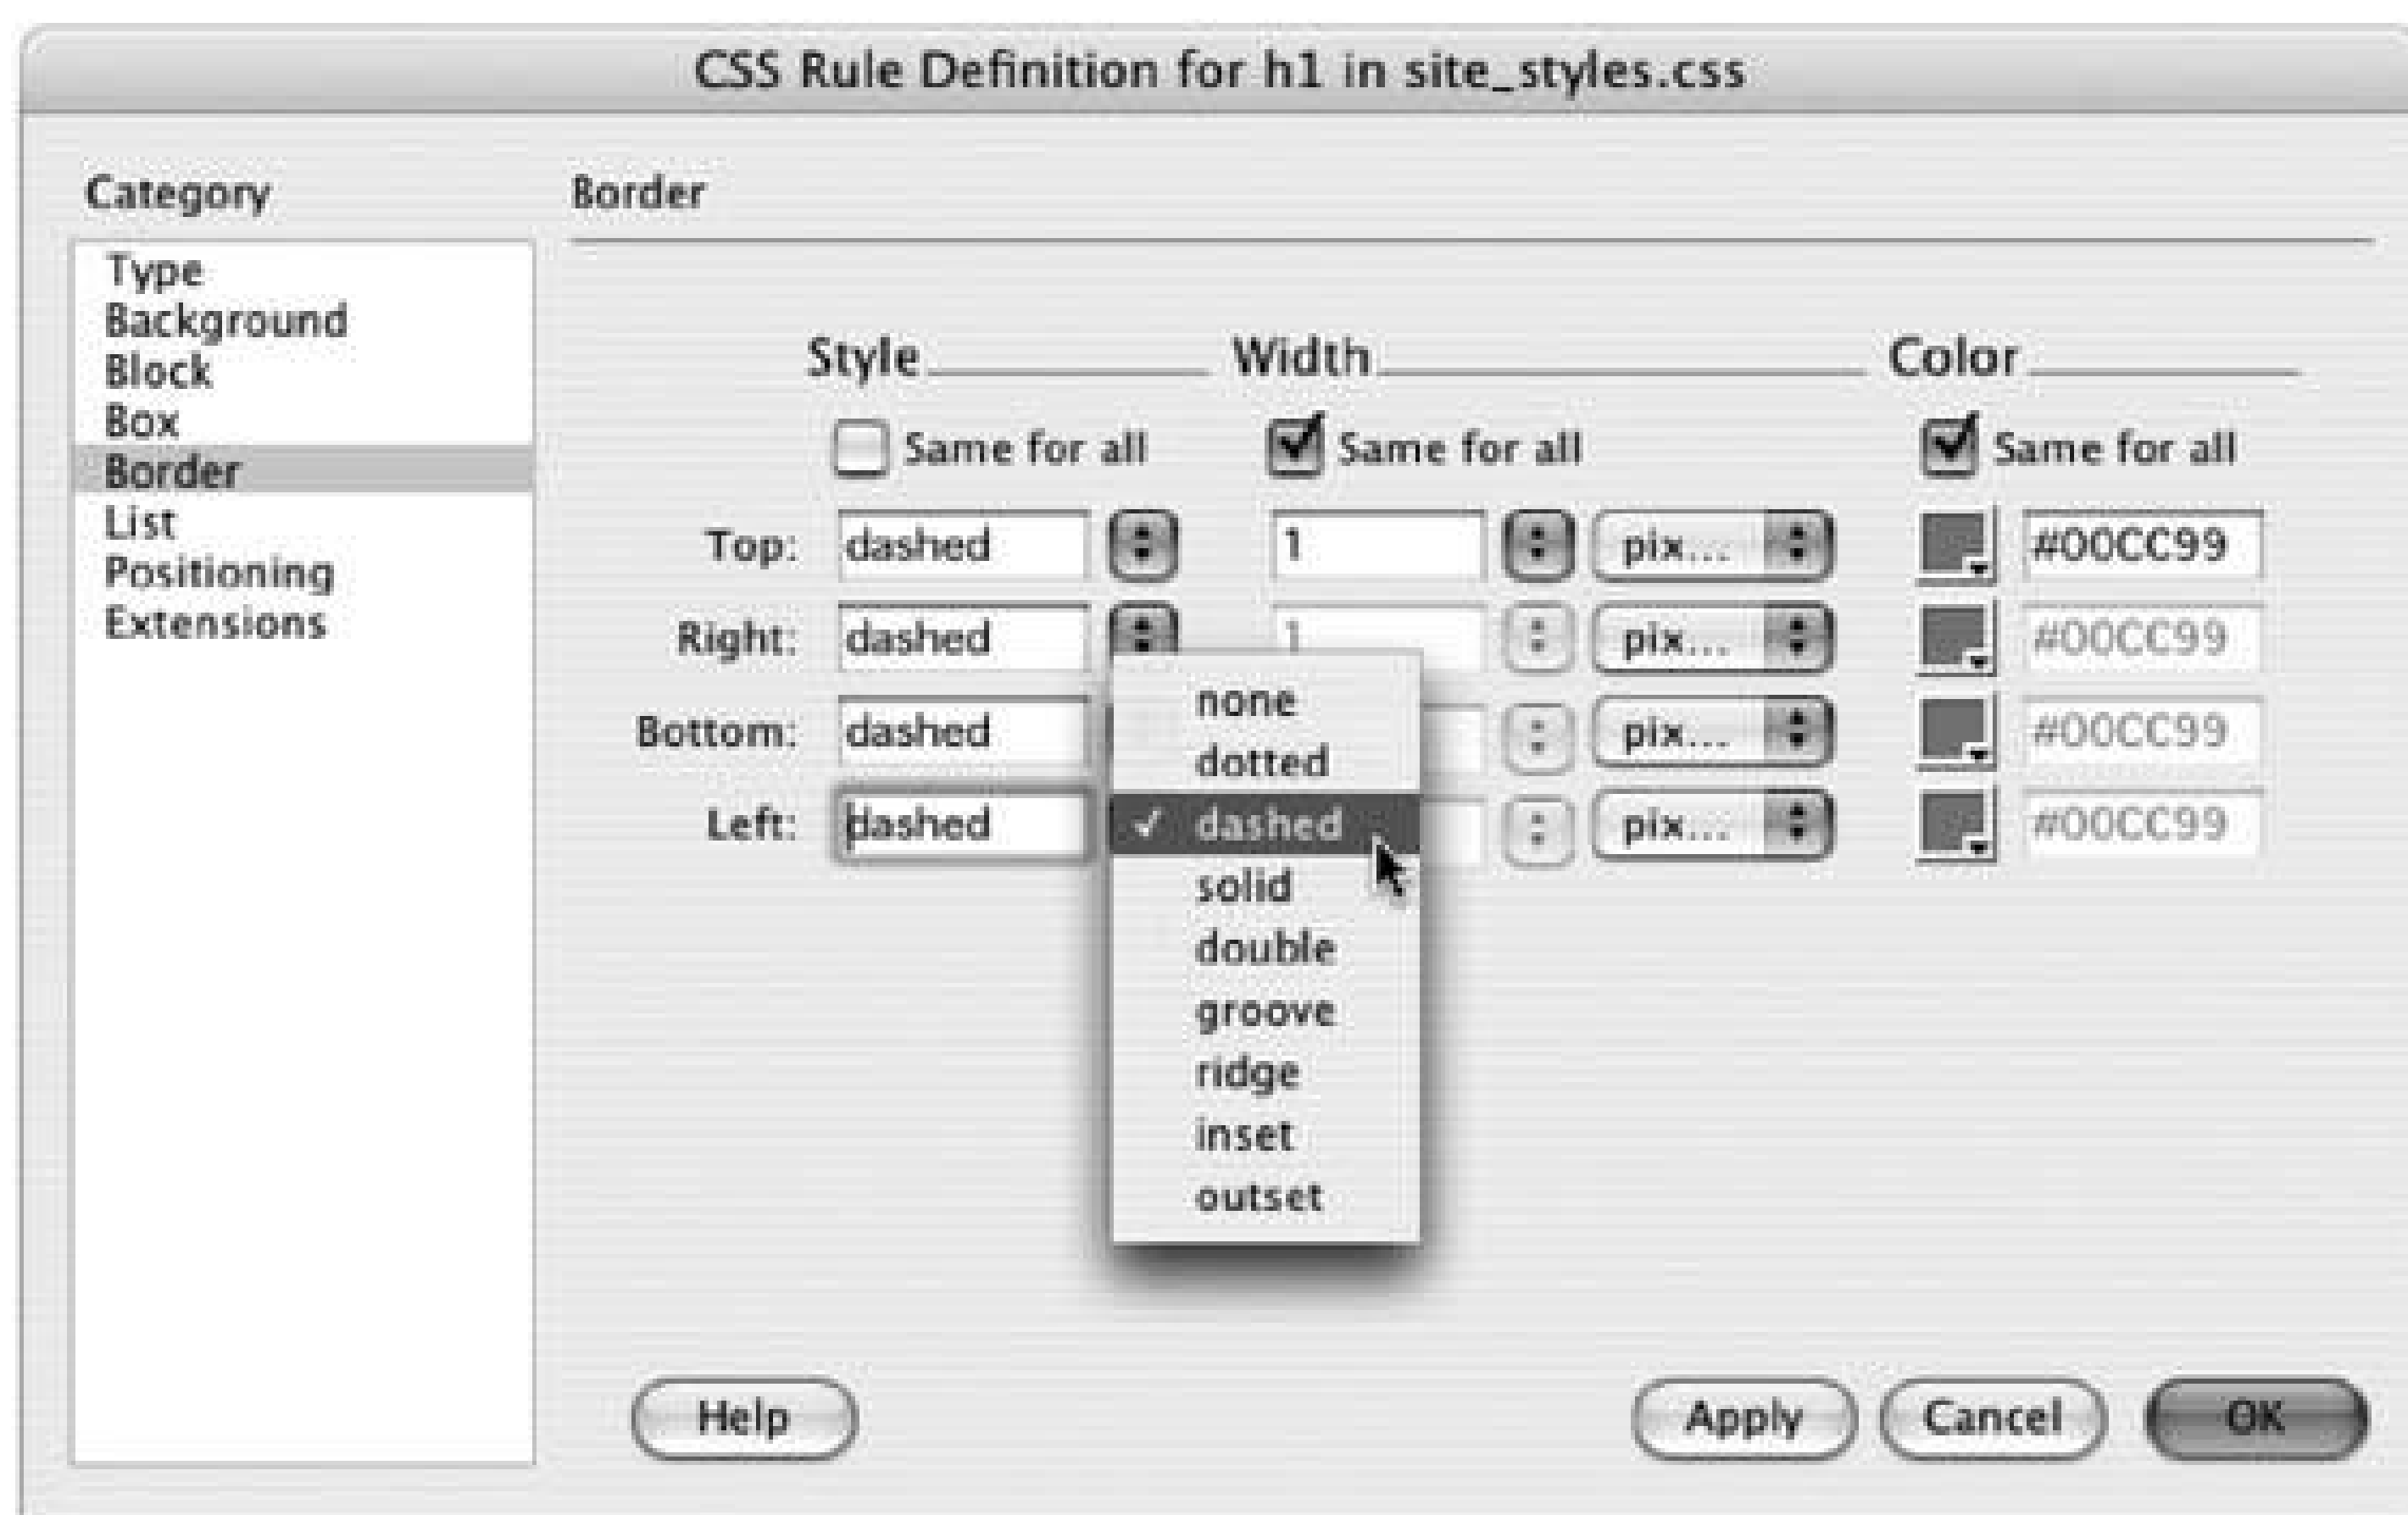 CSS Rule Definition for h1 in site_styles.css
Category
Border
Type
Background
Block
Box
Border
List
Positioning
Extensions
Style Width Color
Same for all Same for all Same for all
Top: dashed 1 pix... #00CC99
Right: dashed 1 pix... #00CC99
Bottom: dashed pix... #00CC99
Left: dashed pix... #00CC99
none
dotted
✓ dashed
solid
double
groove
ridge
inset
outset
Help Apply Cancel OK